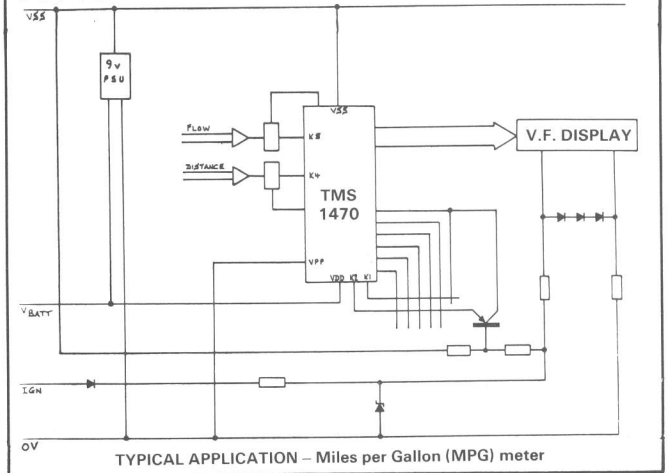 VSS
9v
PSU
VSS
FLOW
K8
V.F. DISPLAY
DISTANCE
K4
TMS
1470
VPP
VDD K2 K1
VBATT
IGN
0V
TYPICAL APPLICATION – Miles per Gallon (MPG) meter